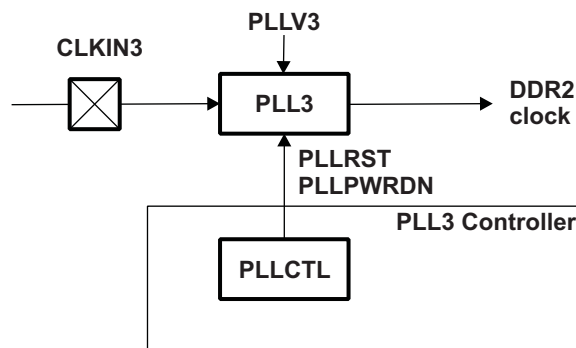 PLLV3
CLKIN3
PLL3
DDR2
clock
PLLRST
PLLPWRDN
PLL3 Controller
PLLCTL